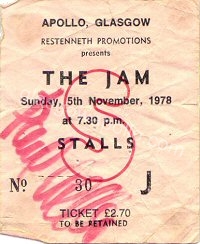 APOLLO, GLASGOW
RESTENNETH PROMOTIONS
presents
THE JAM
Sunday, 5th November, 1978
at 7.30 p.m.
STALLS
No 30 J
TICKET £2.70
TO BE RETAINED